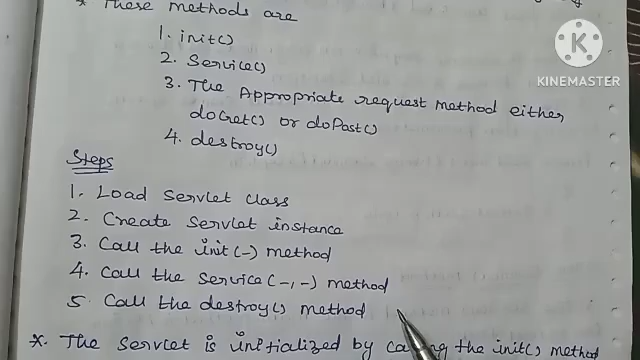 * These methods are
1. init()
2. Service()
3. The Appropriate request method either
doGet() or doPost()
4. destroy()
Steps
1. Load Servlet class
2. Create Servlet instance
3. Call the init(-) method
4. Call the Service(-,-) method
5. Call the destroy() method
*. The Servlet is initialized by calling the init() method
KINEMASTER